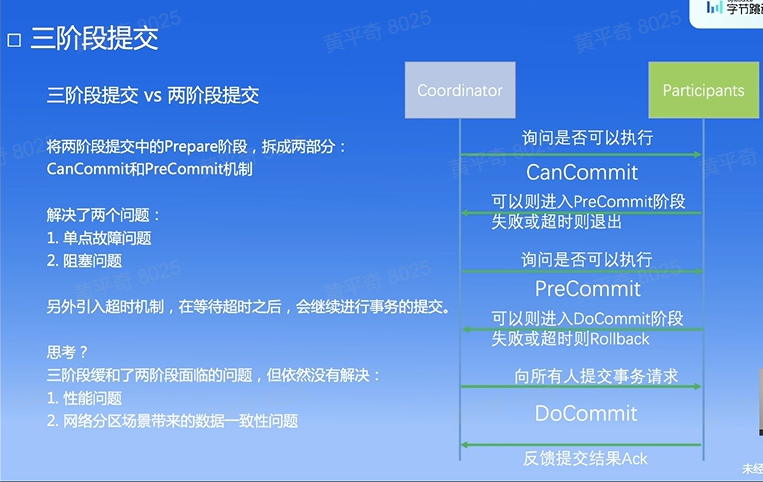 字节跳
三阶段提交
三阶段提交 vs 两阶段提交
将两阶段提交中的Prepare阶段，拆成两部分：
CanCommit和PreCommit机制
解决了两个问题：
1. 单点故障问题
2. 阻塞问题
另外引入超时机制，在等待超时之后，会继续进行事务的提交。
思考？
三阶段缓和了两阶段面临的问题，但依然没有解决：
1. 性能问题
2. 网络分区场景带来的数据一致性问题
Coordinator
Participants
询问是否可以执行
CanCommit
可以则进入PreCommit阶段
失败或超时则退出
询问是否可以执行
PreCommit
可以则进入DoCommit阶段
失败或超时则Rollback
向所有人提交事务请求
DoCommit
反馈提交结果Ack
未经
黄平奇 8025
黄平奇 8025
黄平奇 8025
黄平奇 8025